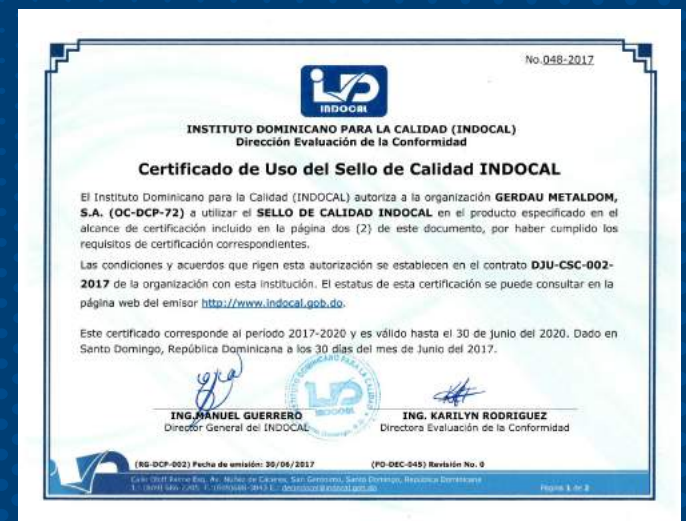 No.048-2017
INDOCAL
INSTITUTO DOMINICANO PARA LA CALIDAD (INDOCAL)
Dirección Evaluación de la Conformidad
Certificado de Uso del Sello de Calidad INDOCAL
El Instituto Dominicano para la Calidad (INDOCAL) autoriza a la organización GERDAU METALDOM,
S.A. (OC-DCP-72) a utilizar el SELLO DE CALIDAD INDOCAL en el producto especificado en el
alcance de certificación incluido en la página dos (2) de este documento, por haber cumplido los
requisitos de certificación correspondientes.
Las condiciones y acuerdos que rigen esta autorización se establecen en el contrato DJU-CSC-002-
2017 de la organización con esta institución. El estatus de esta certificación se puede consultar en la
página web del emisor http://www.indocal.gob.do.
Este certificado corresponde al periodo 2017-2020 y es válido hasta el 30 de junio del 2020. Dado en
Santo Domingo, República Dominicana a los 30 días del mes de Junio del 2017.
ING.MANUEL GUERRERO
Director General del INDOCAL
ING. KARILYN RODRIGUEZ
Directora Evaluación de la Conformidad
(RG-DCP-002) Fecha de emisión: 30/06/2017 (PO-DEC-045) Revisión No. 0
Santo Domingo, República Dominicana
Página 1 de 2